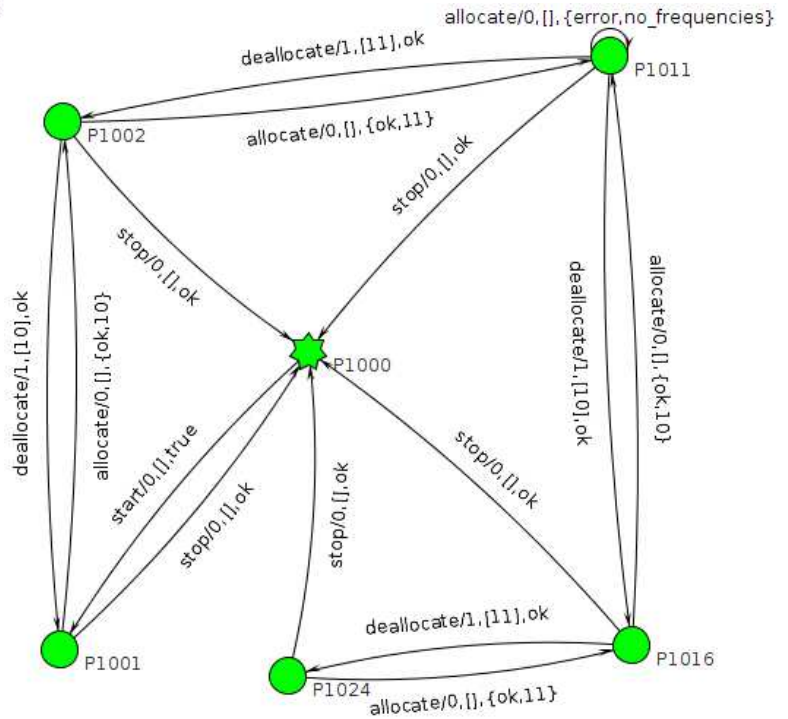 allocate/0,[],{error,no_frequencies}
deallocate/1,[11],ok
P1011
P1002
allocate/0,[],{ok,11}
stop/0,[],ok
stop/0,[],ok
deallocate/1,[10],ok
allocate/0,[],{ok,10}
deallocate/1,[10],ok
allocate/0,[],{ok,10}
P1000
start/0,[],true
stop/0,[],ok
stop/0,[],ok
stop/0,[],ok
deallocate/1,[11],ok
P1001
P1024
P1016
allocate/0,[],{ok,11}